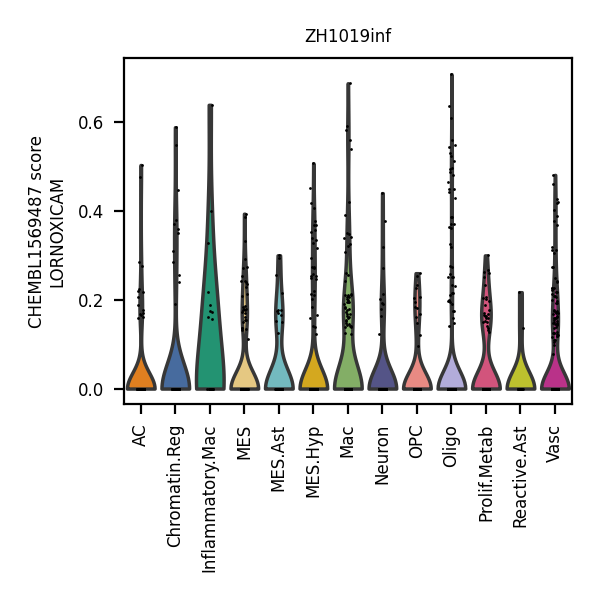 ZH1019inf
CHEMBL1569487 score
LORNOXICAM
0.6
0.4
0.2
0.0
AC
Chromatin.Reg
Inflammatory.Mac
MES
MES.Ast
MES.Hyp
Mac
Neuron
OPC
Oligo
Prolif.Metab
Reactive.Ast
Vasc